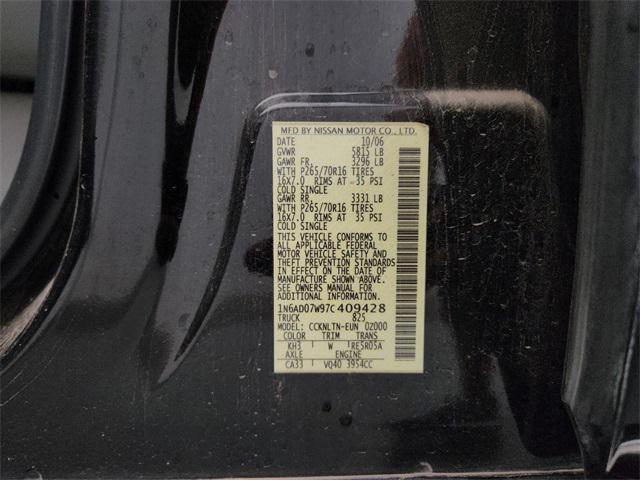 MFD BY NISSAN MOTOR CO., LTD.
DATE 10/06
GVWR 5815 LB
GAWR FR. 3296 LB
WITH P265/70R16 TIRES
16X7.0 RIMS AT 35 PSI
COLD SINGLE
GAWR RR. 3331 LB
WITH P265/70R16 TIRES
16X7.0 RIMS AT 35 PSI
COLD SINGLE
THIS VEHICLE CONFORMS TO
ALL APPLICABLE FEDERAL
MOTOR VEHICLE SAFETY AND
THEFT PREVENTION STANDARDS
IN EFFECT ON THE DATE OF
MANUFACTURE SHOWN ABOVE.
SEE OWNERS MANUAL FOR
ADDITIONAL INFORMATION
1N6AD07W97C409428
TRUCK 825
MODEL: CCKNLTN-EUN 02000
COLOR TRIM TRANS
KH3 W RE5R05A
AXLE ENGINE
CA33 VQ40 3954CC